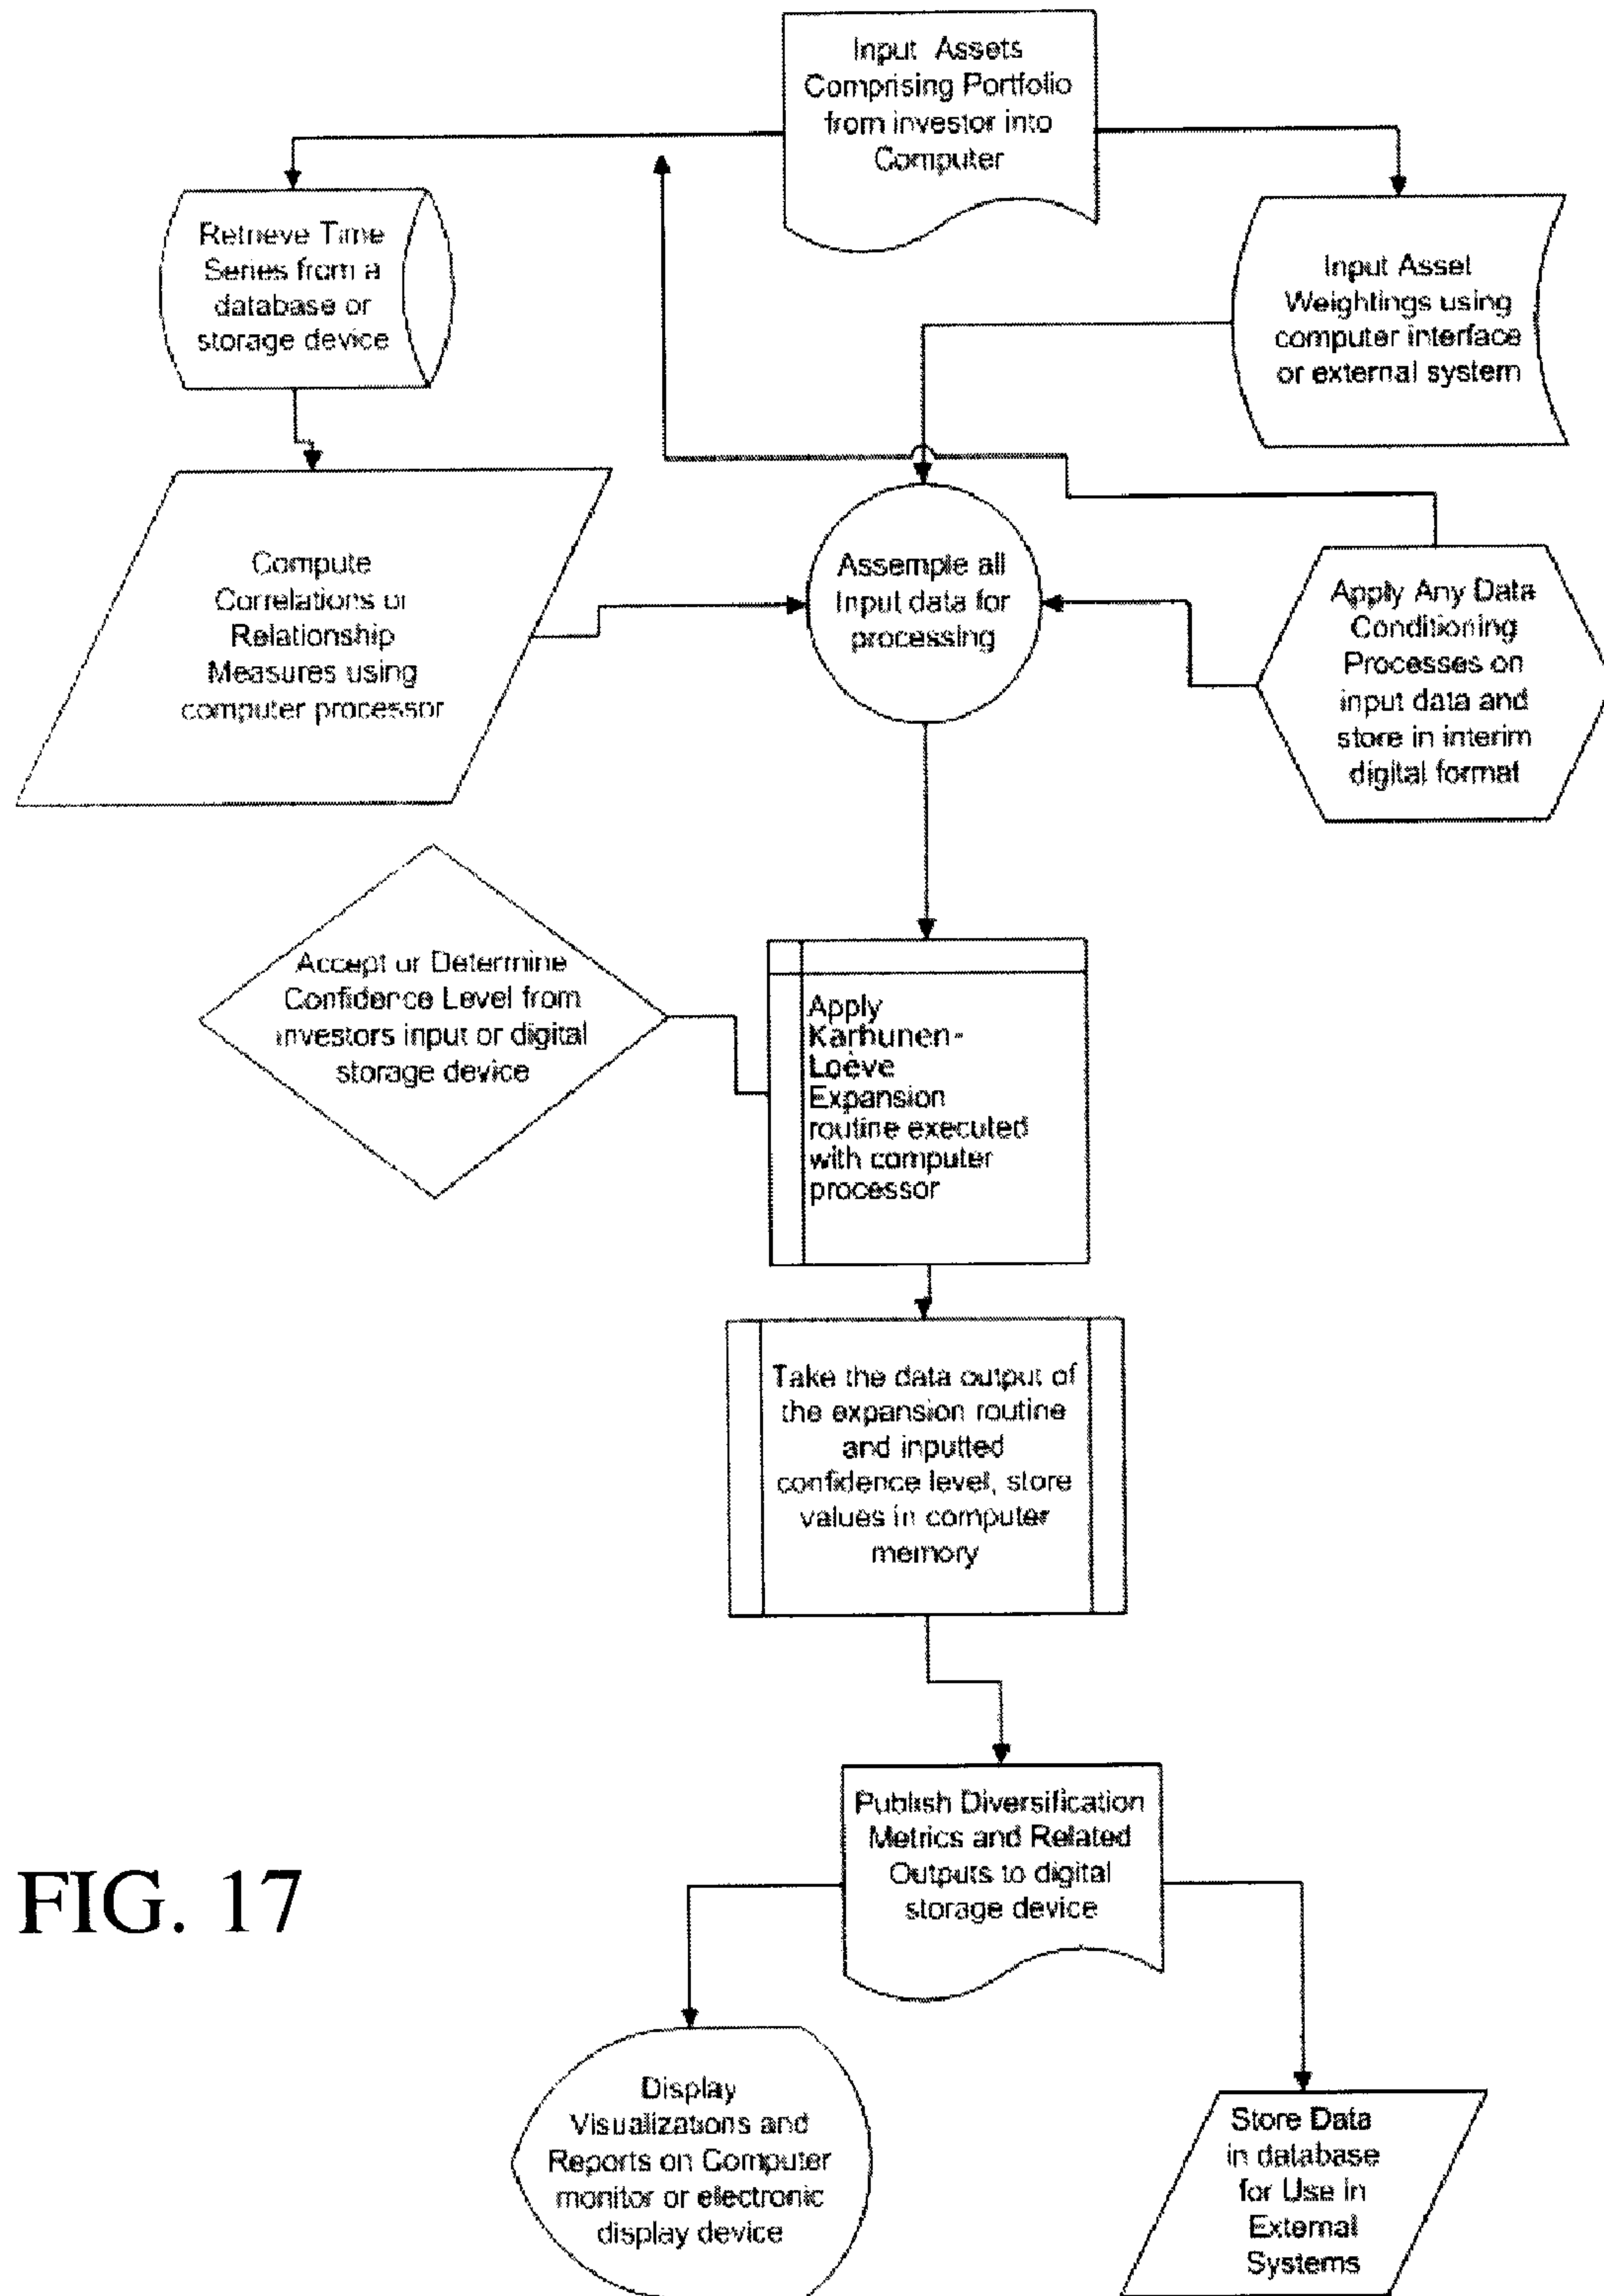 Input Assets
Comprising Portfolio
from investor into
Computer
Retrieve Time
Series from a
database or
storage device
Input Asset
Weightings using
computer interface
or external system
Compute
Correlations or
Relationship
Measures using
computer processor
Assemple all
Input data for
processing
Apply Any Data
Conditioning
Processes on
input data and
store in interim
digital format
Accept or Determine
Confidence Level from
investors input or digital
storage device
Apply
Karhunen-
Loève
Expansion
routine executed
with computer
processor
Take the data output of
the expansion routine
and inputted
confidence level, store
values in computer
memory
Publish Diversification
Metrics and Related
Outputs to digital
storage device
FIG. 17
Display
Visualizations and
Reports on Computer
monitor or electronic
display device
Store Data
in database
for Use in
External
Systems